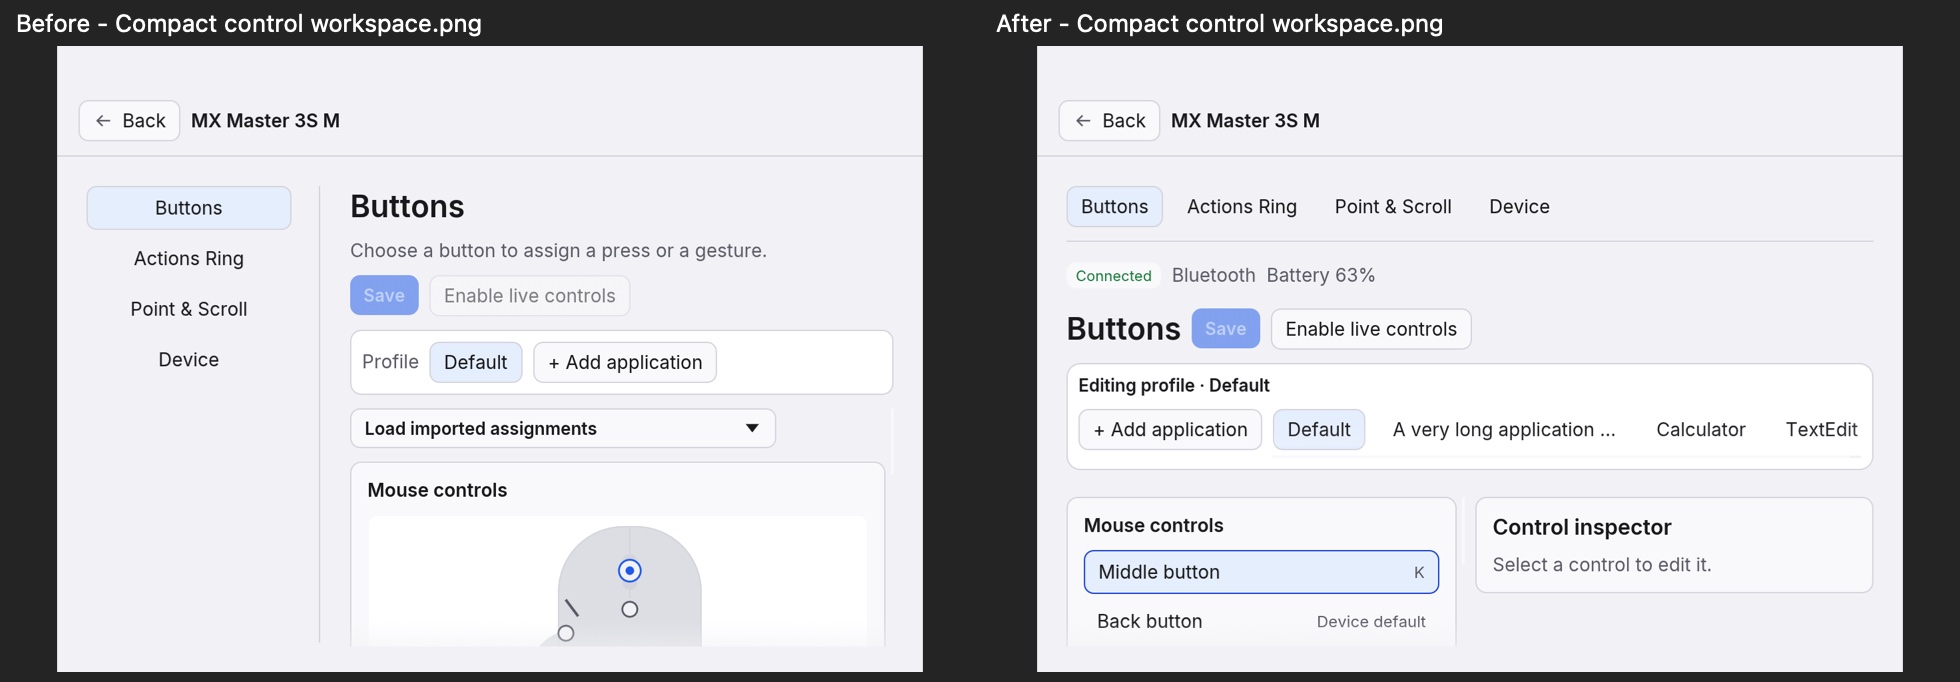 Before - Compact control workspace.png
← Back MX Master 3S M
Buttons
Actions Ring
Point & Scroll
Device
Buttons
Choose a button to assign a press or a gesture.
Save Enable live controls
Profile Default + Add application
Load imported assignments
Mouse controls
After - Compact control workspace.png
← Back MX Master 3S M
Buttons Actions Ring Point & Scroll Device
Connected Bluetooth Battery 63%
Buttons Save Enable live controls
Editing profile · Default
+ Add application Default A very long application ... Calculator TextEdit
Mouse controls
Middle button K
Back button Device default
Control inspector
Select a control to edit it.